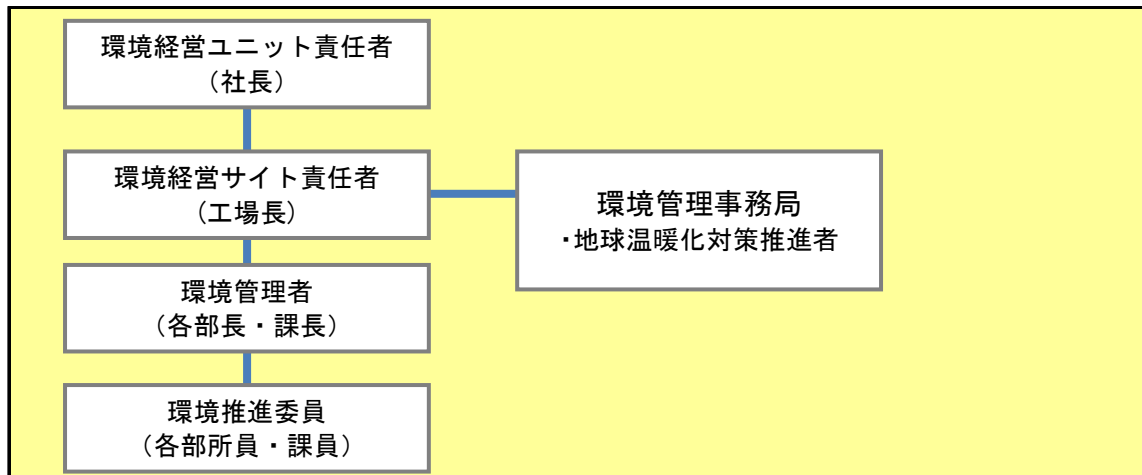 環境経営ユニット責任者
（社長）
環境経営サイト責任者
（工場長）
環境管理事務局
・地球温暖化対策推進者
環境管理者
（各部長・課長）
環境推進委員
（各部所員・課員）